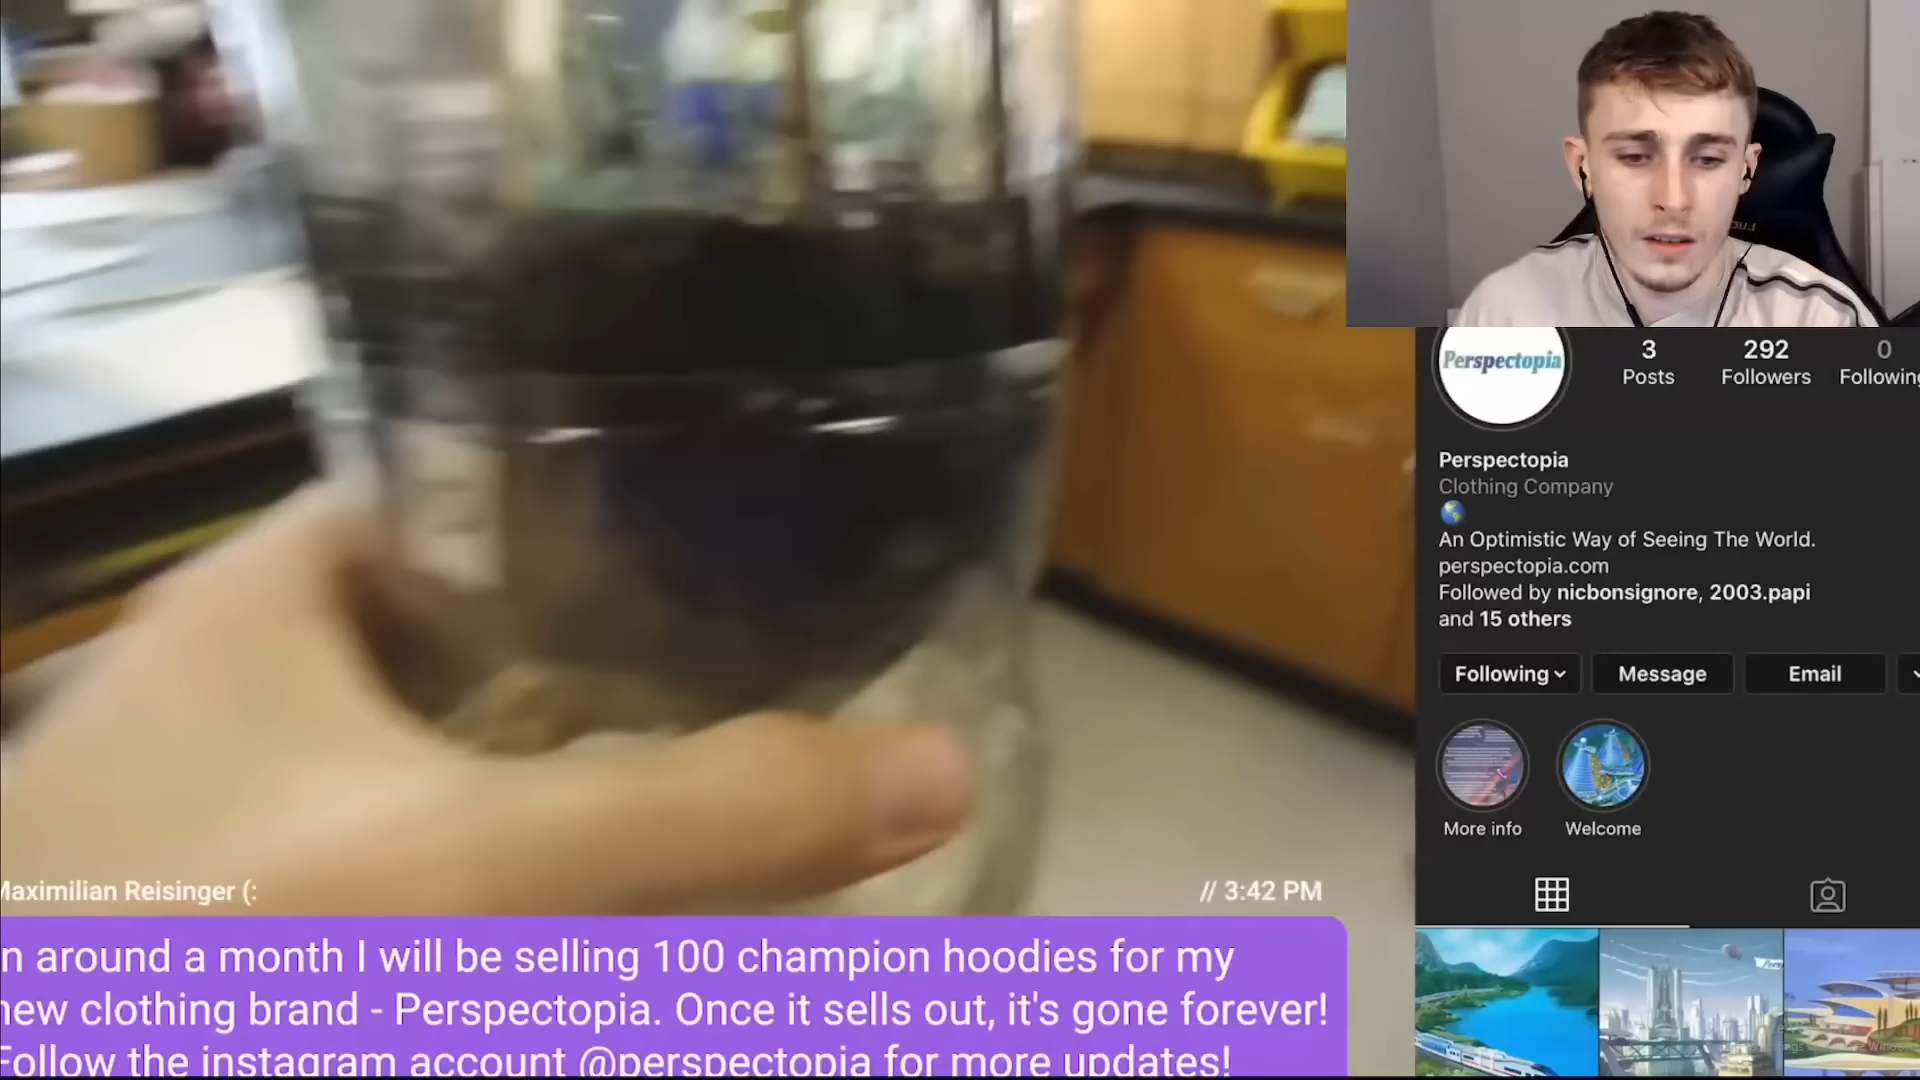 3 292 0
Posts Followers Following
Perspectopia
Perspectopia
Clothing Company
An Optimistic Way of Seeing The World.
perspectopia.com
Followed by nicbonsignore, 2003.papi
and 15 others
Following Message Email
More info Welcome
Maximilian Reisinger (: // 3:42 PM
n around a month I will be selling 100 champion hoodies for my
new clothing brand - Perspectopia. Once it sells out, it's gone forever!
Follow the instagram account @perspectopia for more updates!